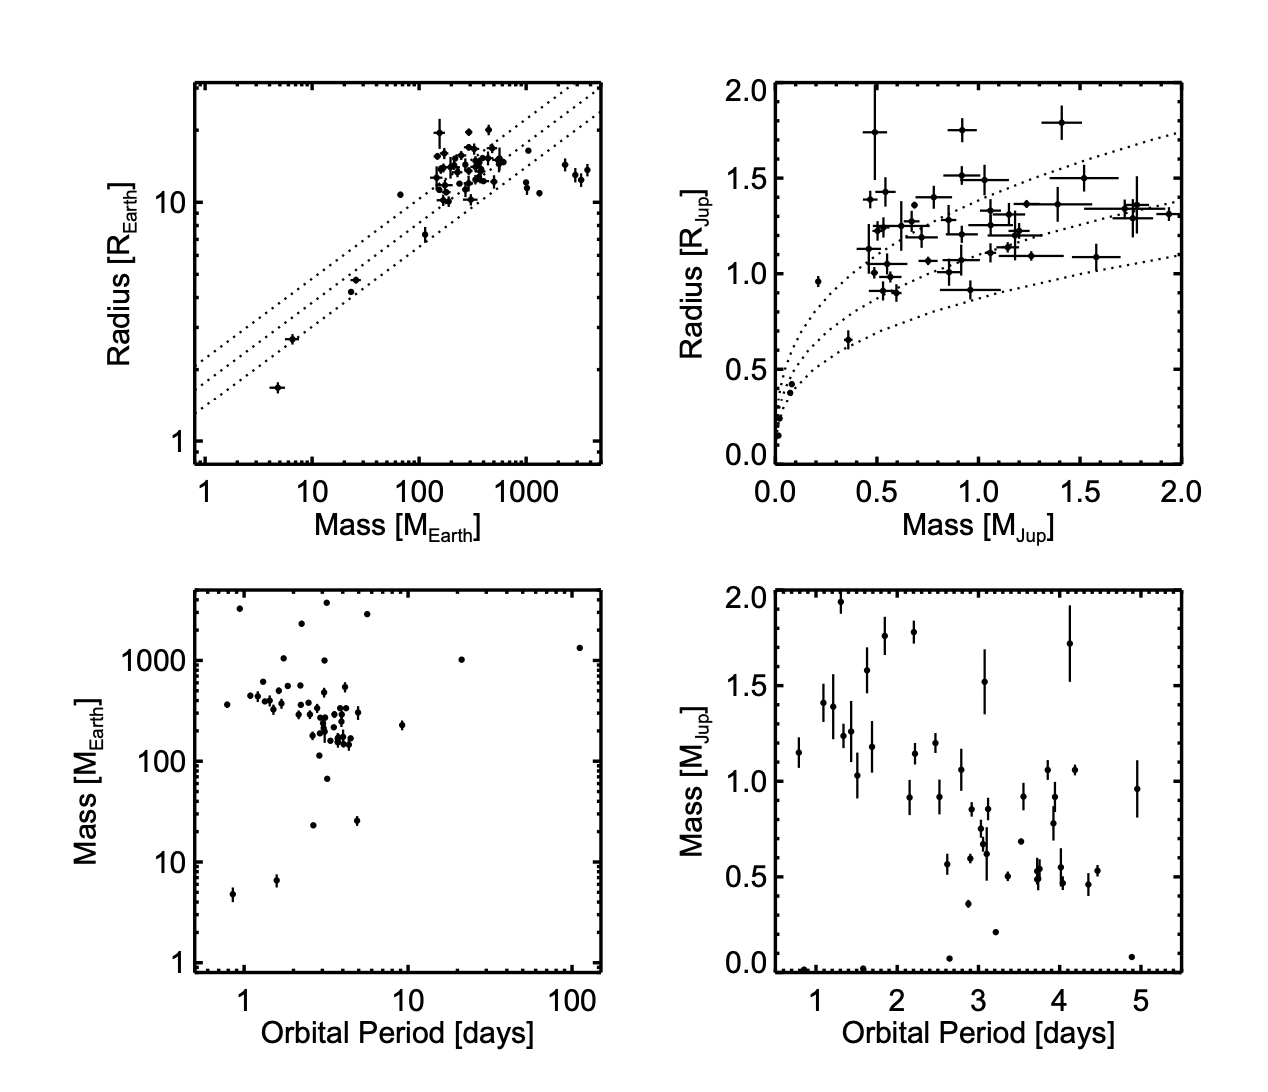 10
1
Radius [R_Earth]
1 10 100 1000
Mass [M_Earth]
2.0
1.5
1.0
0.5
0.0
Radius [R_Jup]
0.0 0.5 1.0 1.5 2.0
Mass [M_Jup]
1000
100
10
1
Mass [M_Earth]
1 10 100
Orbital Period [days]
2.0
1.5
1.0
0.5
0.0
Mass [M_Jup]
1 2 3 4 5
Orbital Period [days]